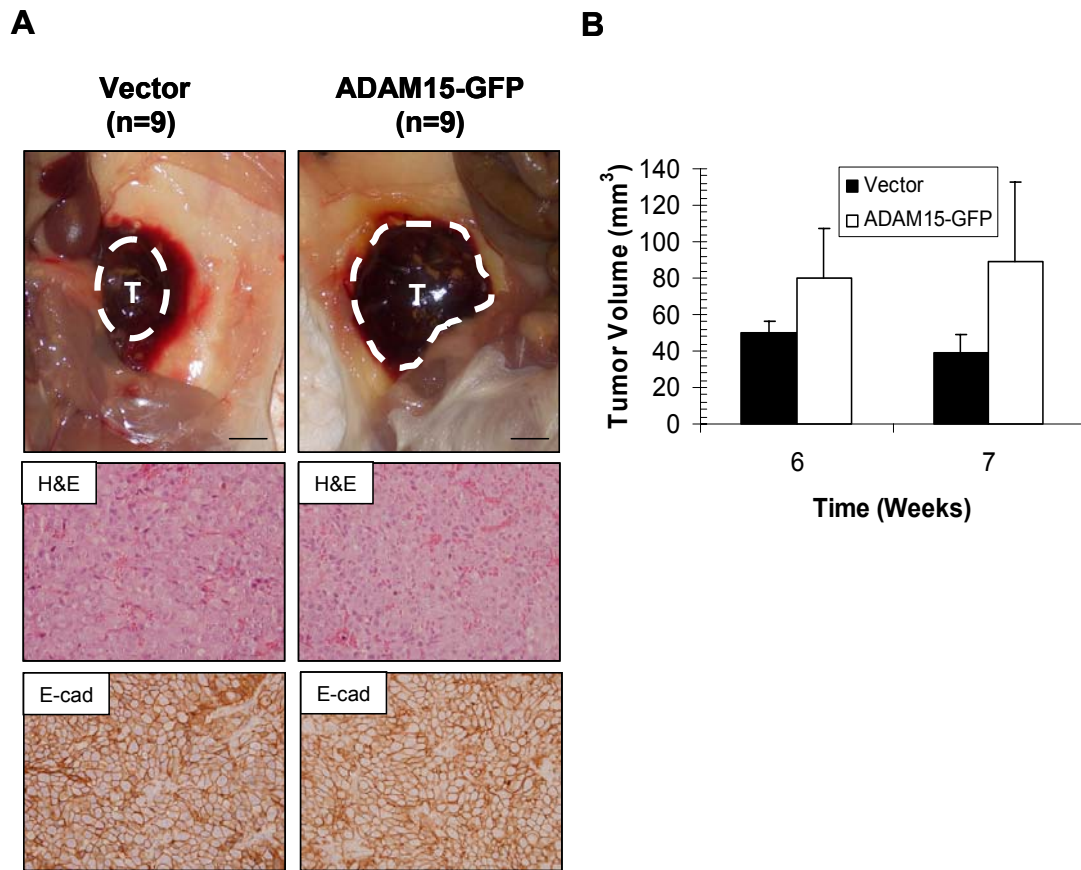 A
B
Vector
(n=9)
ADAM15-GFP
(n=9)
T
T
H&E
H&E
E-cad
E-cad
Tumor Volume (mm³)
140
120
100
80
60
40
20
0
Vector
ADAM15-GFP
6
7
Time (Weeks)